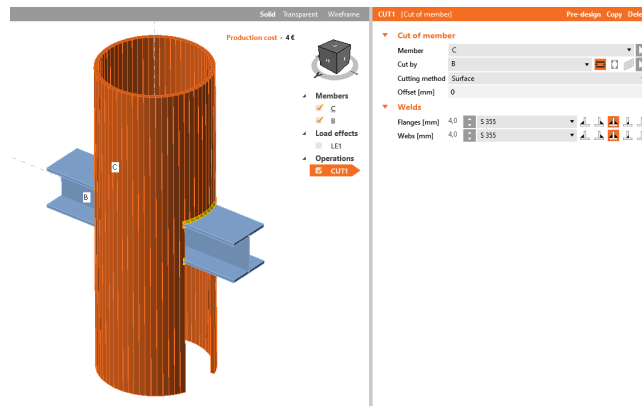 Solid Transparent Wireframe
Production cost - 4 €
Members
C
B
Load effects
LE1
Operations
CUT1
C
B
CUT1 [Cut of member] Pre-design Copy Dele
Cut of member
Member C
Cut by B
Cutting method Surface
Offset [mm] 0
Welds
Flanges [mm] 4,0 S 355
Webs [mm] 4,0 S 355